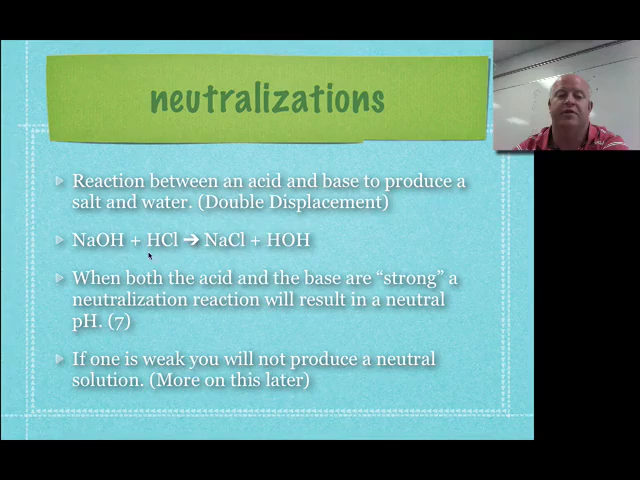 neutralizations
Reaction between an acid and base to produce a
salt and water. (Double Displacement)
NaOH + HCl ➔ NaCl + HOH
When both the acid and the base are “strong” a
neutralization reaction will result in a neutral
pH. (7)
If one is weak you will not produce a neutral
solution. (More on this later)